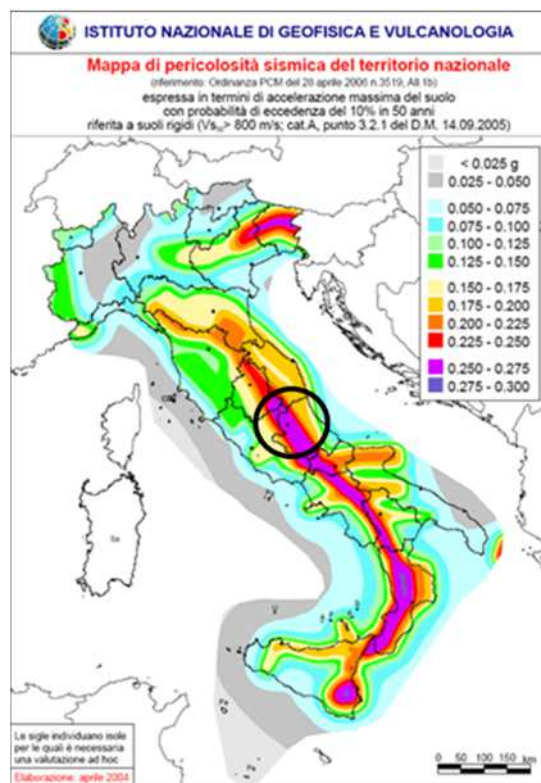 ISTITUTO NAZIONALE DI GEOFISICA E VULCANOLOGIA
Mappa di pericolosità sismica del territorio nazionale
(riferimento: Ordinanza PCM del 28 aprile 2006 n.3519, All.1b)
espressa in termini di accelerazione massima del suolo
con probabilità di eccedenza del 10% in 50 anni
riferita a suoli rigidi (Vs₃₀> 800 m/s; cat.A, punto 3.2.1 del D.M. 14.09.2005)
< 0.025 g
0.025 - 0.050
0.050 - 0.075
0.075 - 0.100
0.100 - 0.125
0.125 - 0.150
0.150 - 0.175
0.175 - 0.200
0.200 - 0.225
0.225 - 0.250
0.250 - 0.275
0.275 - 0.300
Le sigle individuano isole
per le quali è necessaria
una valutazione ad hoc
Elaborazione: aprile 2004
0 50 100 150
km